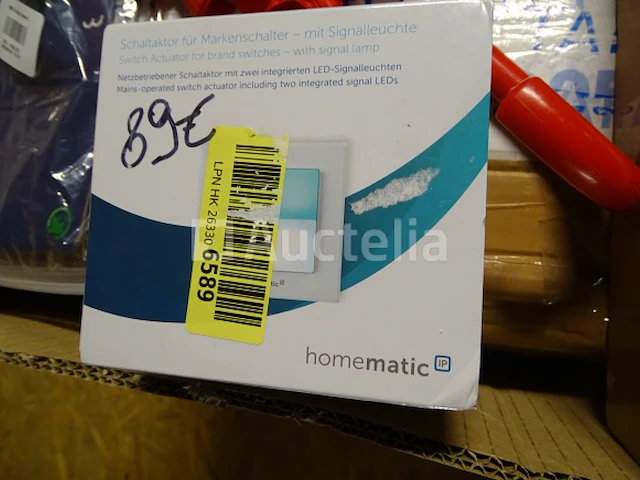 Schaltaktor für Markenschalter – mit Signalleuchte
Switch Actuator for brand switches – with signal lamp
Netzbetriebener Schaltaktor mit zwei integrierten LED-Signalleuchten
Mains-operated switch actuator including two integrated signal LEDs
89€
LPN HK 26330 6589
Auctelia
homematic IP